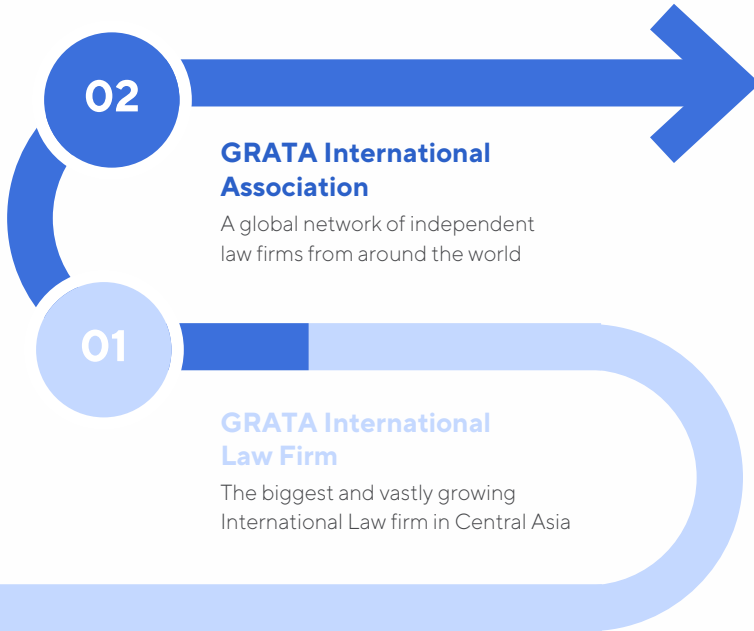 02
GRATA International
Association
A global network of independent
law firms from around the world
01
GRATA International
Law Firm
The biggest and vastly growing
International Law firm in Central Asia